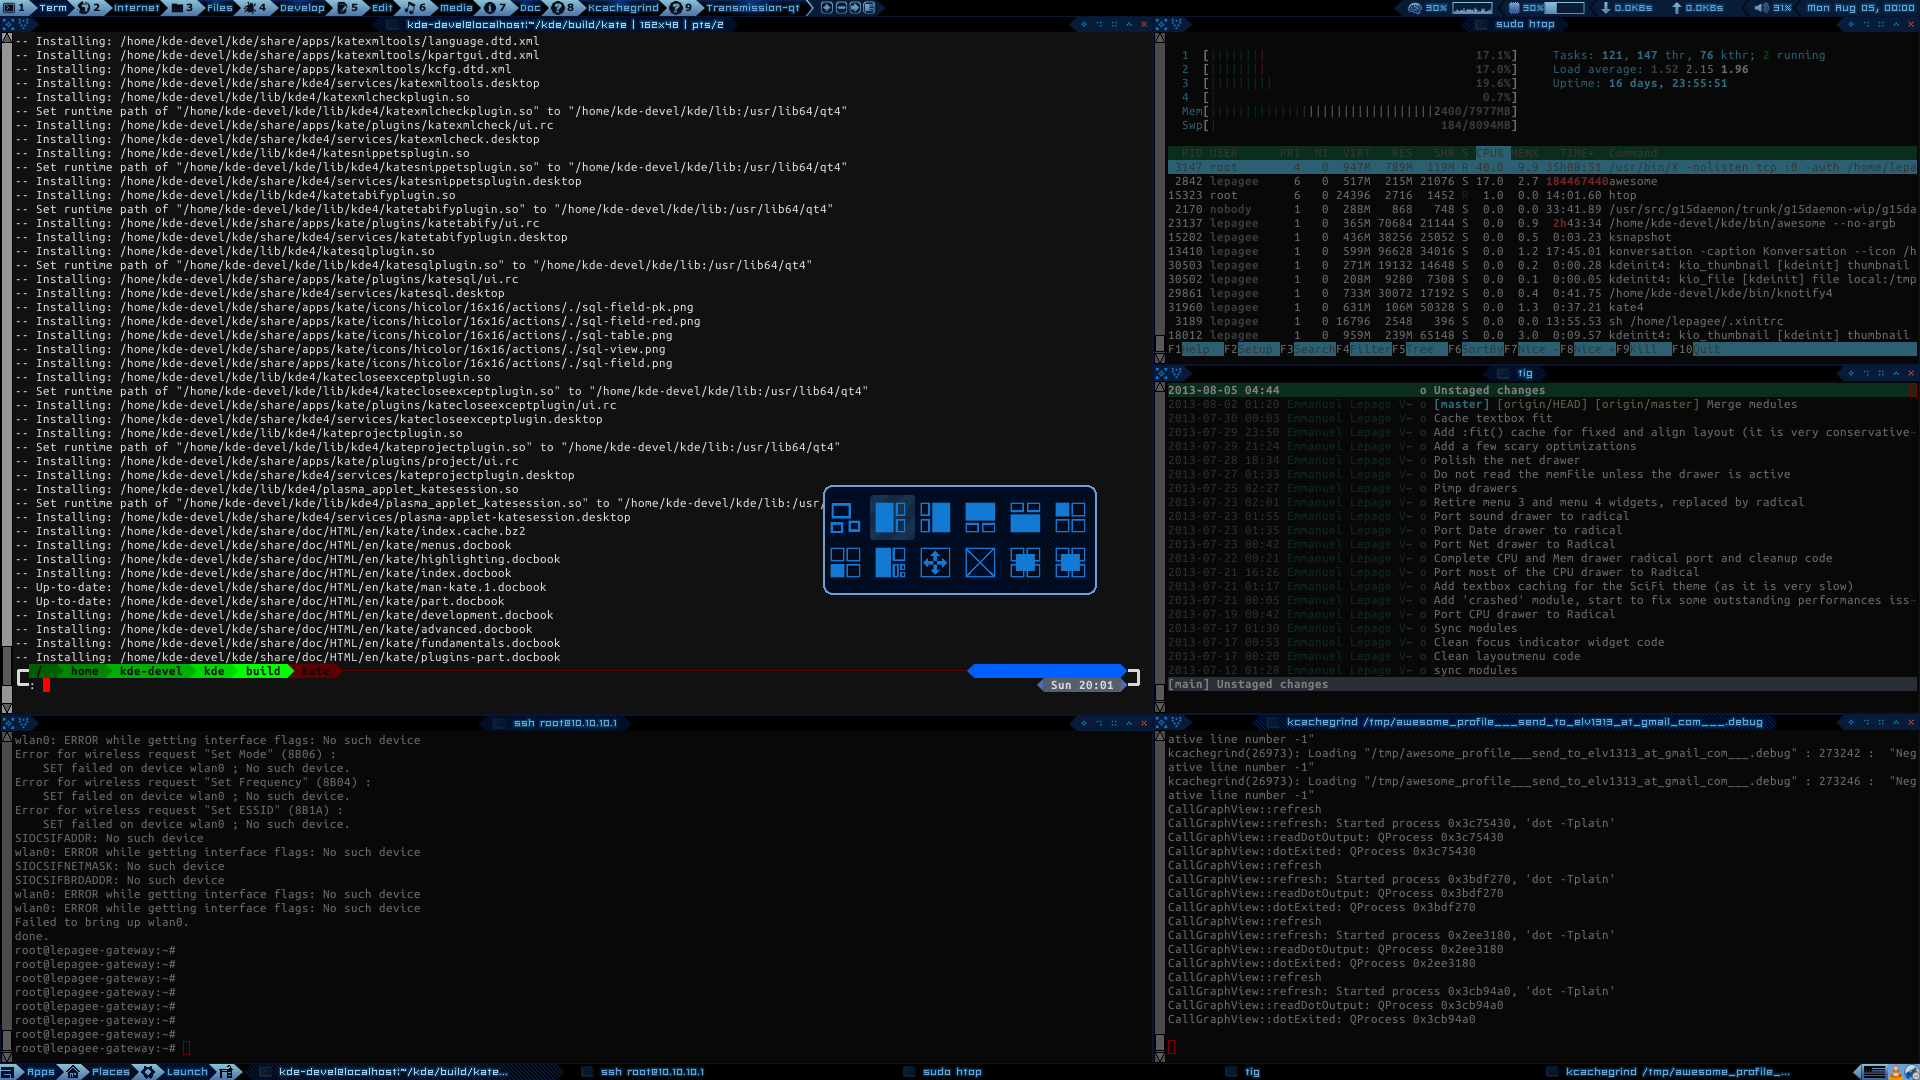 1 Term 2 Internet 3 Files 4 Develop 5 Edit 6 Media 7 Doc 8 Kcachegrind 9 Transmission-qt 30% 30% 0.0KBs 0.0KBs 31% Mon Aug 05, 00:00
kde-devel@localhost:~/kde/build/kate | 162x48 | pts/2
-- Installing: /home/kde-devel/kde/share/apps/katexmltools/language.dtd.xml
-- Installing: /home/kde-devel/kde/share/apps/katexmltools/kpartgui.dtd.xml
-- Installing: /home/kde-devel/kde/share/apps/katexmltools/kcfg.dtd.xml
-- Installing: /home/kde-devel/kde/share/kde4/services/katexmltools.desktop
-- Installing: /home/kde-devel/kde/lib/kde4/katexmlcheckplugin.so
-- Set runtime path of "/home/kde-devel/kde/lib/kde4/katexmlcheckplugin.so" to "/home/kde-devel/kde/lib:/usr/lib64/qt4"
-- Installing: /home/kde-devel/kde/share/apps/kate/plugins/katexmlcheck/ui.rc
-- Installing: /home/kde-devel/kde/share/kde4/services/katexmlcheck.desktop
-- Installing: /home/kde-devel/kde/lib/kde4/katesnippetsplugin.so
-- Set runtime path of "/home/kde-devel/kde/lib/kde4/katesnippetsplugin.so" to "/home/kde-devel/kde/lib:/usr/lib64/qt4"
-- Installing: /home/kde-devel/kde/share/kde4/services/katesnippetsplugin.desktop
-- Installing: /home/kde-devel/kde/lib/kde4/katetabifyplugin.so
-- Set runtime path of "/home/kde-devel/kde/lib/kde4/katetabifyplugin.so" to "/home/kde-devel/kde/lib:/usr/lib64/qt4"
-- Installing: /home/kde-devel/kde/share/apps/kate/plugins/katetabify/ui.rc
-- Installing: /home/kde-devel/kde/share/kde4/services/katetabifyplugin.desktop
-- Installing: /home/kde-devel/kde/lib/kde4/katesqlplugin.so
-- Set runtime path of "/home/kde-devel/kde/lib/kde4/katesqlplugin.so" to "/home/kde-devel/kde/lib:/usr/lib64/qt4"
-- Installing: /home/kde-devel/kde/share/apps/kate/plugins/katesql/ui.rc
-- Installing: /home/kde-devel/kde/share/kde4/services/katesql.desktop
-- Installing: /home/kde-devel/kde/share/apps/kate/icons/hicolor/16x16/actions/./sql-field-pk.png
-- Installing: /home/kde-devel/kde/share/apps/kate/icons/hicolor/16x16/actions/./sql-field-red.png
-- Installing: /home/kde-devel/kde/share/apps/kate/icons/hicolor/16x16/actions/./sql-table.png
-- Installing: /home/kde-devel/kde/share/apps/kate/icons/hicolor/16x16/actions/./sql-view.png
-- Installing: /home/kde-devel/kde/share/apps/kate/icons/hicolor/16x16/actions/./sql-field.png
-- Installing: /home/kde-devel/kde/lib/kde4/katecloseexceptplugin.so
-- Set runtime path of "/home/kde-devel/kde/lib/kde4/katecloseexceptplugin.so" to "/home/kde-devel/kde/lib:/usr/lib64/qt4"
-- Installing: /home/kde-devel/kde/share/apps/kate/plugins/katecloseexceptplugin/ui.rc
-- Installing: /home/kde-devel/kde/share/kde4/services/katecloseexceptplugin.desktop
-- Installing: /home/kde-devel/kde/lib/kde4/kateprojectplugin.so
-- Set runtime path of "/home/kde-devel/kde/lib/kde4/kateprojectplugin.so" to "/home/kde-devel/kde/lib:/usr/lib64/qt4"
-- Installing: /home/kde-devel/kde/share/apps/kate/plugins/project/ui.rc
-- Installing: /home/kde-devel/kde/share/kde4/services/kateprojectplugin.desktop
-- Installing: /home/kde-devel/kde/lib/kde4/plasma_applet_katesession.so
-- Set runtime path of "/home/kde-devel/kde/lib/kde4/plasma_applet_katesession.so" to "/home/kde-devel/kde/lib:/usr/
-- Installing: /home/kde-devel/kde/share/kde4/services/plasma-applet-katesession.desktop
-- Installing: /home/kde-devel/kde/share/doc/HTML/en/kate/index.cache.bz2
-- Installing: /home/kde-devel/kde/share/doc/HTML/en/kate/menus.docbook
-- Installing: /home/kde-devel/kde/share/doc/HTML/en/kate/highlighting.docbook
-- Installing: /home/kde-devel/kde/share/doc/HTML/en/kate/index.docbook
-- Up-to-date: /home/kde-devel/kde/share/doc/HTML/en/kate/man-kate.1.docbook
-- Up-to-date: /home/kde-devel/kde/share/doc/HTML/en/kate/part.docbook
-- Installing: /home/kde-devel/kde/share/doc/HTML/en/kate/development.docbook
-- Installing: /home/kde-devel/kde/share/doc/HTML/en/kate/advanced.docbook
-- Installing: /home/kde-devel/kde/share/doc/HTML/en/kate/fundamentals.docbook
-- Installing: /home/kde-devel/kde/share/doc/HTML/en/kate/plugins-part.docbook
/ home kde-devel kde build kate
:
Sun 20:01
sudo htop
1 [ 17.1%] Tasks: 121, 147 thr, 76 kthr; 2 running
2 [ 17.0%] Load average: 1.52 2.15 1.96
3 [ 19.6%] Uptime: 16 days, 23:55:51
4 [ 0.7%]
Mem[ 2400/7977MB]
Swp[ 184/8094MB]
PID USER PRI NI VIRT RES SHR S CPU% MEM% TIME+ Command
3147 root 4 0 947M 789M 119M R 40.0 9.9 35h08:51 /usr/bin/X -nolisten tcp :0 -auth /home/lepa
2842 lepagee 6 0 517M 215M 21076 S 17.0 2.7 184467440awesome
15323 root 6 0 24396 2716 1452 R 1.0 0.0 14:01.60 htop
2170 nobody 1 0 288M 868 748 S 0.0 0.0 33:41.89 /usr/src/g15daemon/trunk/g15daemon-wip/g15da
23137 lepagee 1 0 365M 70684 21144 S 0.0 0.9 2h43:34 /home/kde-devel/kde/bin/awesome --no-argb
15202 lepagee 1 0 436M 38256 25052 S 0.0 0.5 0:03.23 ksnapshot
13410 lepagee 1 0 599M 96628 34016 S 0.0 1.2 17:45.01 konversation -caption Konversation --icon /h
30503 lepagee 1 0 271M 19132 14648 S 0.0 0.2 0:00.28 kdeinit4: kio_thumbnail [kdeinit] thumbnail
30502 lepagee 1 0 208M 9280 7308 S 0.0 0.1 0:00.05 kdeinit4: kio_file [kdeinit] file local:/tmp
29861 lepagee 1 0 733M 30072 17192 S 0.0 0.4 0:41.75 /home/kde-devel/kde/bin/knotify4
31960 lepagee 1 0 631M 106M 50328 S 0.0 1.3 0:37.21 kate4
3189 lepagee 1 0 16796 2548 396 S 0.0 0.0 13:55.53 sh /home/lepagee/.xinitrc
18012 lepagee 1 0 959M 239M 65148 S 0.0 3.0 0:09.57 kdeinit4: kio_thumbnail [kdeinit] thumbnail
F1Help F2Setup F3SearchF4FilterF5Tree F6SortByF7Nice -F8Nice +F9Kill F10Quit
tig
2013-08-05 04:44 o Unstaged changes
2013-08-02 01:20 Emmanuel Lepage V~ o [master] [origin/HEAD] [origin/master] Merge medules
2013-07-30 00:03 Emmanuel Lepage V~ o Cache textbox fit
2013-07-29 23:50 Emmanuel Lepage V~ o Add :fit() cache for fixed and align layout (it is very conservative~
2013-07-29 21:24 Emmanuel Lepage V~ o Add a few scary optimizations
2013-07-28 18:34 Emmanuel Lepage V~ o Polish the net drawer
2013-07-27 01:33 Emmanuel Lepage V~ o Do not read the memFile unless the drawer is active
2013-07-25 02:27 Emmanuel Lepage V~ o Pimp drawers
2013-07-23 02:01 Emmanuel Lepage V~ o Retire menu 3 and menu 4 widgets, replaced by radical
2013-07-23 01:55 Emmanuel Lepage V~ o Port sound drawer to radical
2013-07-23 01:35 Emmanuel Lepage V~ o Port Date drawer to radical
2013-07-23 00:42 Emmanuel Lepage V~ o Port Net drawer to Radical
2013-07-22 00:21 Emmanuel Lepage V~ o Complete CPU and Mem drawer radical port and cleanup code
2013-07-21 16:26 Emmanuel Lepage V~ o Port most of the CPU drawer to Radical
2013-07-21 01:17 Emmanuel Lepage V~ o Add textbox caching for the SciFi theme (as it is very slow)
2013-07-21 00:05 Emmanuel Lepage V~ o Add 'crashed' module, start to fix some outstanding performances iss~
2013-07-19 00:42 Emmanuel Lepage V~ o Port CPU drawer to Radical
2013-07-17 01:30 Emmanuel Lepage V~ o Sync modules
2013-07-17 00:53 Emmanuel Lepage V~ o Clean focus indicator widget code
2013-07-17 00:20 Emmanuel Lepage V~ o Clean layoutmenu code
2013-07-12 01:28 Emmanuel Lepage V~ o sync modules
[main] Unstaged changes
ssh root@10.10.10.1
wlan0: ERROR while getting interface flags: No such device
Error for wireless request "Set Mode" (8B06) :
SET failed on device wlan0 ; No such device.
Error for wireless request "Set Frequency" (8B04) :
SET failed on device wlan0 ; No such device.
Error for wireless request "Set ESSID" (8B1A) :
SET failed on device wlan0 ; No such device.
SIOCSIFADDR: No such device
wlan0: ERROR while getting interface flags: No such device
SIOCSIFNETMASK: No such device
SIOCSIFBRDADDR: No such device
wlan0: ERROR while getting interface flags: No such device
wlan0: ERROR while getting interface flags: No such device
Failed to bring up wlan0.
done.
root@lepagee-gateway:~#
root@lepagee-gateway:~#
root@lepagee-gateway:~#
root@lepagee-gateway:~#
root@lepagee-gateway:~#
root@lepagee-gateway:~#
root@lepagee-gateway:~#
root@lepagee-gateway:~#
kcachegrind /tmp/awesome_profile___send_to_elv1313_at_gmail_com___.debug
ative line number -1"
kcachegrind(26973): Loading "/tmp/awesome_profile___send_to_elv1313_at_gmail_com___.debug" : 273242 : "Neg
ative line number -1"
kcachegrind(26973): Loading "/tmp/awesome_profile___send_to_elv1313_at_gmail_com___.debug" : 273246 : "Neg
ative line number -1"
CallGraphView::refresh
CallGraphView::refresh: Started process 0x3c75430, 'dot -Tplain'
CallGraphView::readDotOutput: QProcess 0x3c75430
CallGraphView::dotExited: QProcess 0x3c75430
CallGraphView::refresh
CallGraphView::refresh: Started process 0x3bdf270, 'dot -Tplain'
CallGraphView::readDotOutput: QProcess 0x3bdf270
CallGraphView::dotExited: QProcess 0x3bdf270
CallGraphView::refresh
CallGraphView::refresh: Started process 0x2ee3180, 'dot -Tplain'
CallGraphView::readDotOutput: QProcess 0x2ee3180
CallGraphView::dotExited: QProcess 0x2ee3180
CallGraphView::refresh
CallGraphView::refresh: Started process 0x3cb94a0, 'dot -Tplain'
CallGraphView::readDotOutput: QProcess 0x3cb94a0
CallGraphView::dotExited: QProcess 0x3cb94a0
Apps Places Launch kde-devel@localhost:~/kde/build/kate... ssh root@10.10.10.1 sudo htop tig kcachegrind /tmp/awesome_profile_...